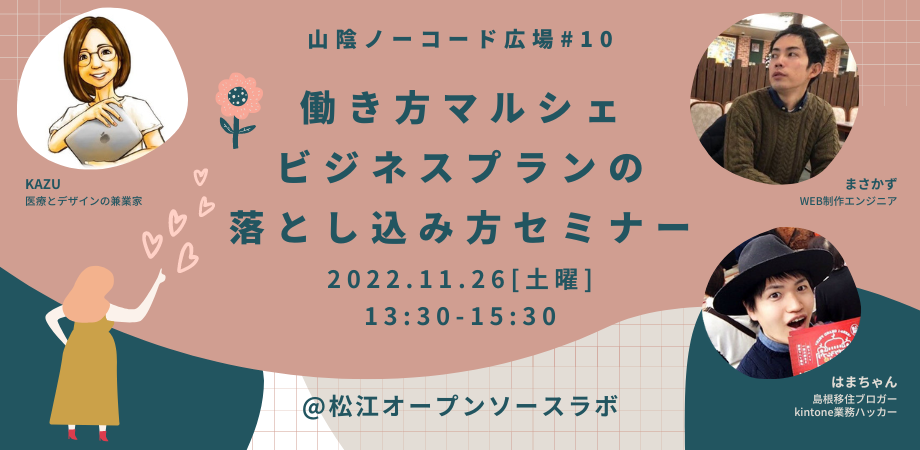 山陰ノーコード広場#10
働き方マルシェ
ビジネスプランの
落とし込み方セミナー
2022.11.26[土曜]
13:30-15:30
@松江オープンソースラボ
KAZU
医療とデザインの兼業家
まさかず
WEB制作エンジニア
はまちゃん
島根移住ブロガー
kintone業務ハッカー